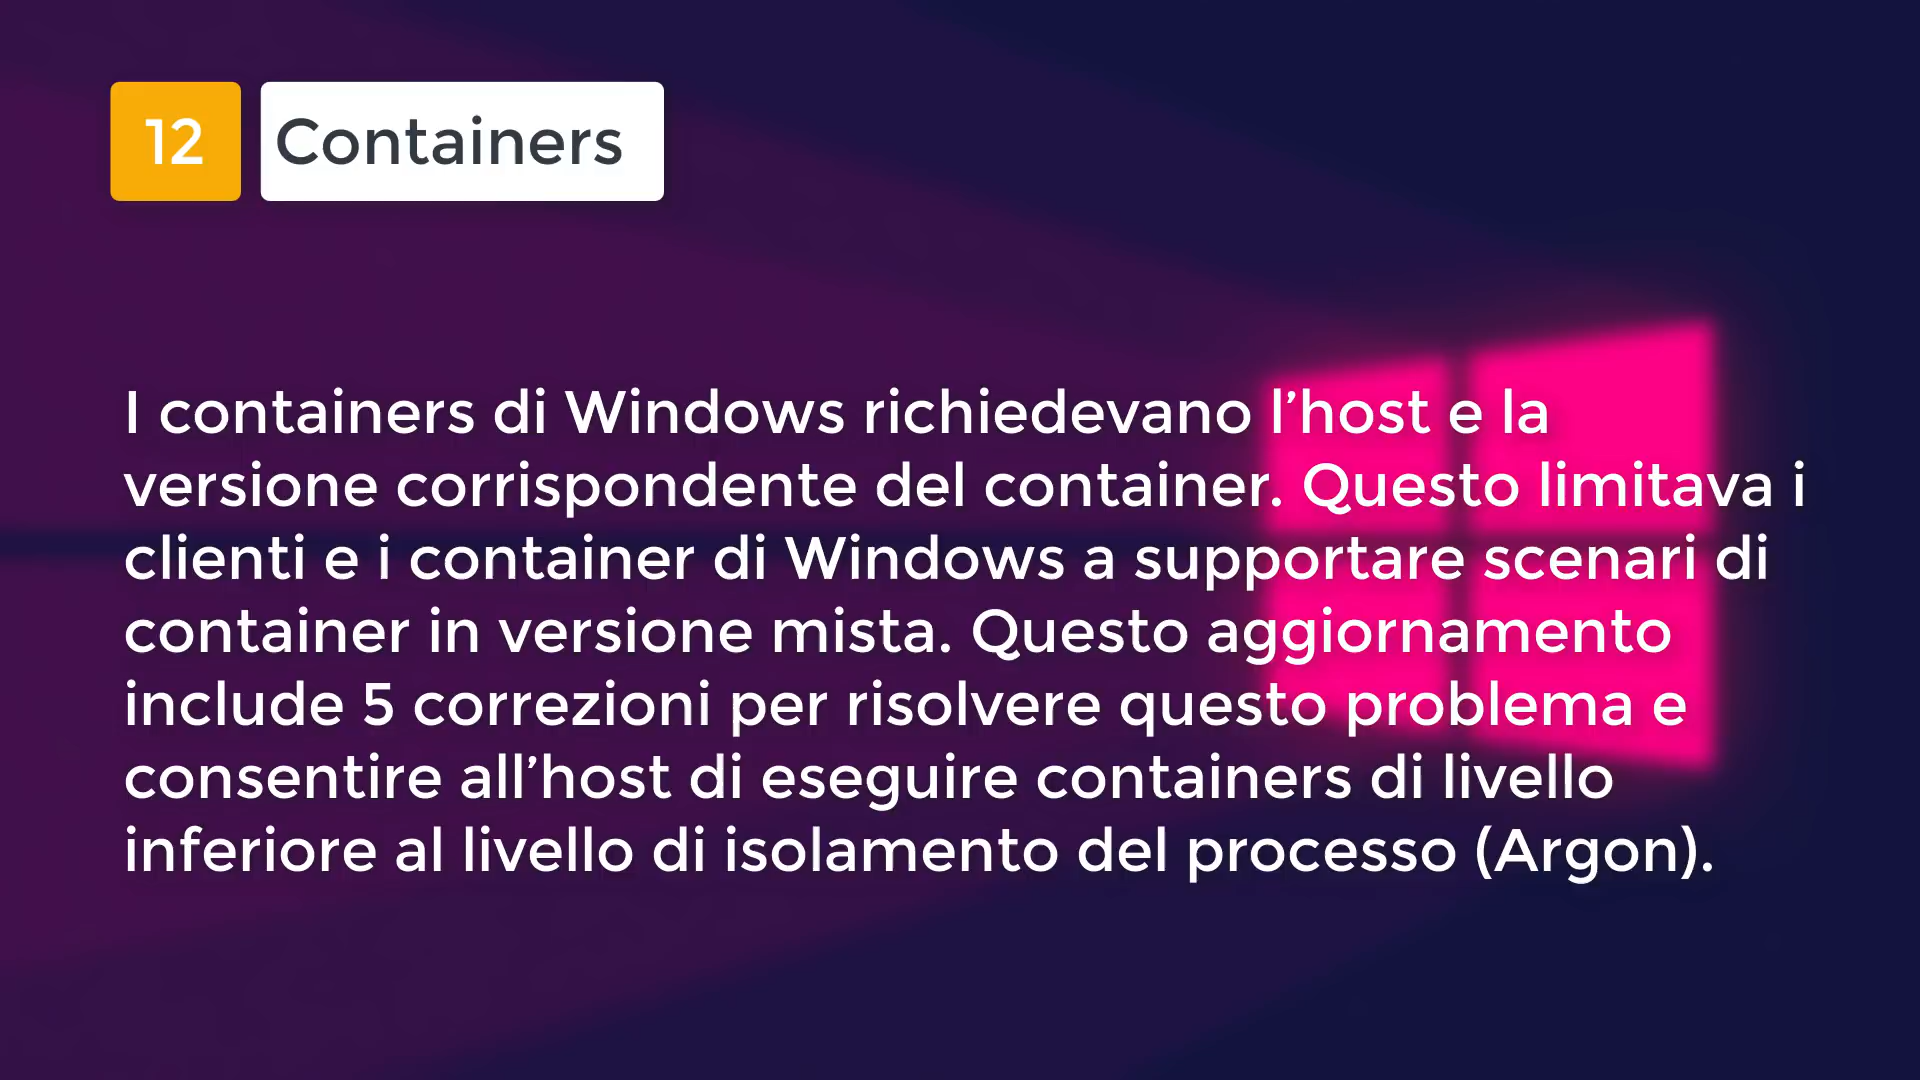 12 Containers
I containers di Windows richiedevano l’host e la
versione corrispondente del container. Questo limitava i
clienti e i container di Windows a supportare scenari di
container in versione mista. Questo aggiornamento
include 5 correzioni per risolvere questo problema e
consentire all’host di eseguire containers di livello
inferiore al livello di isolamento del processo (Argon).